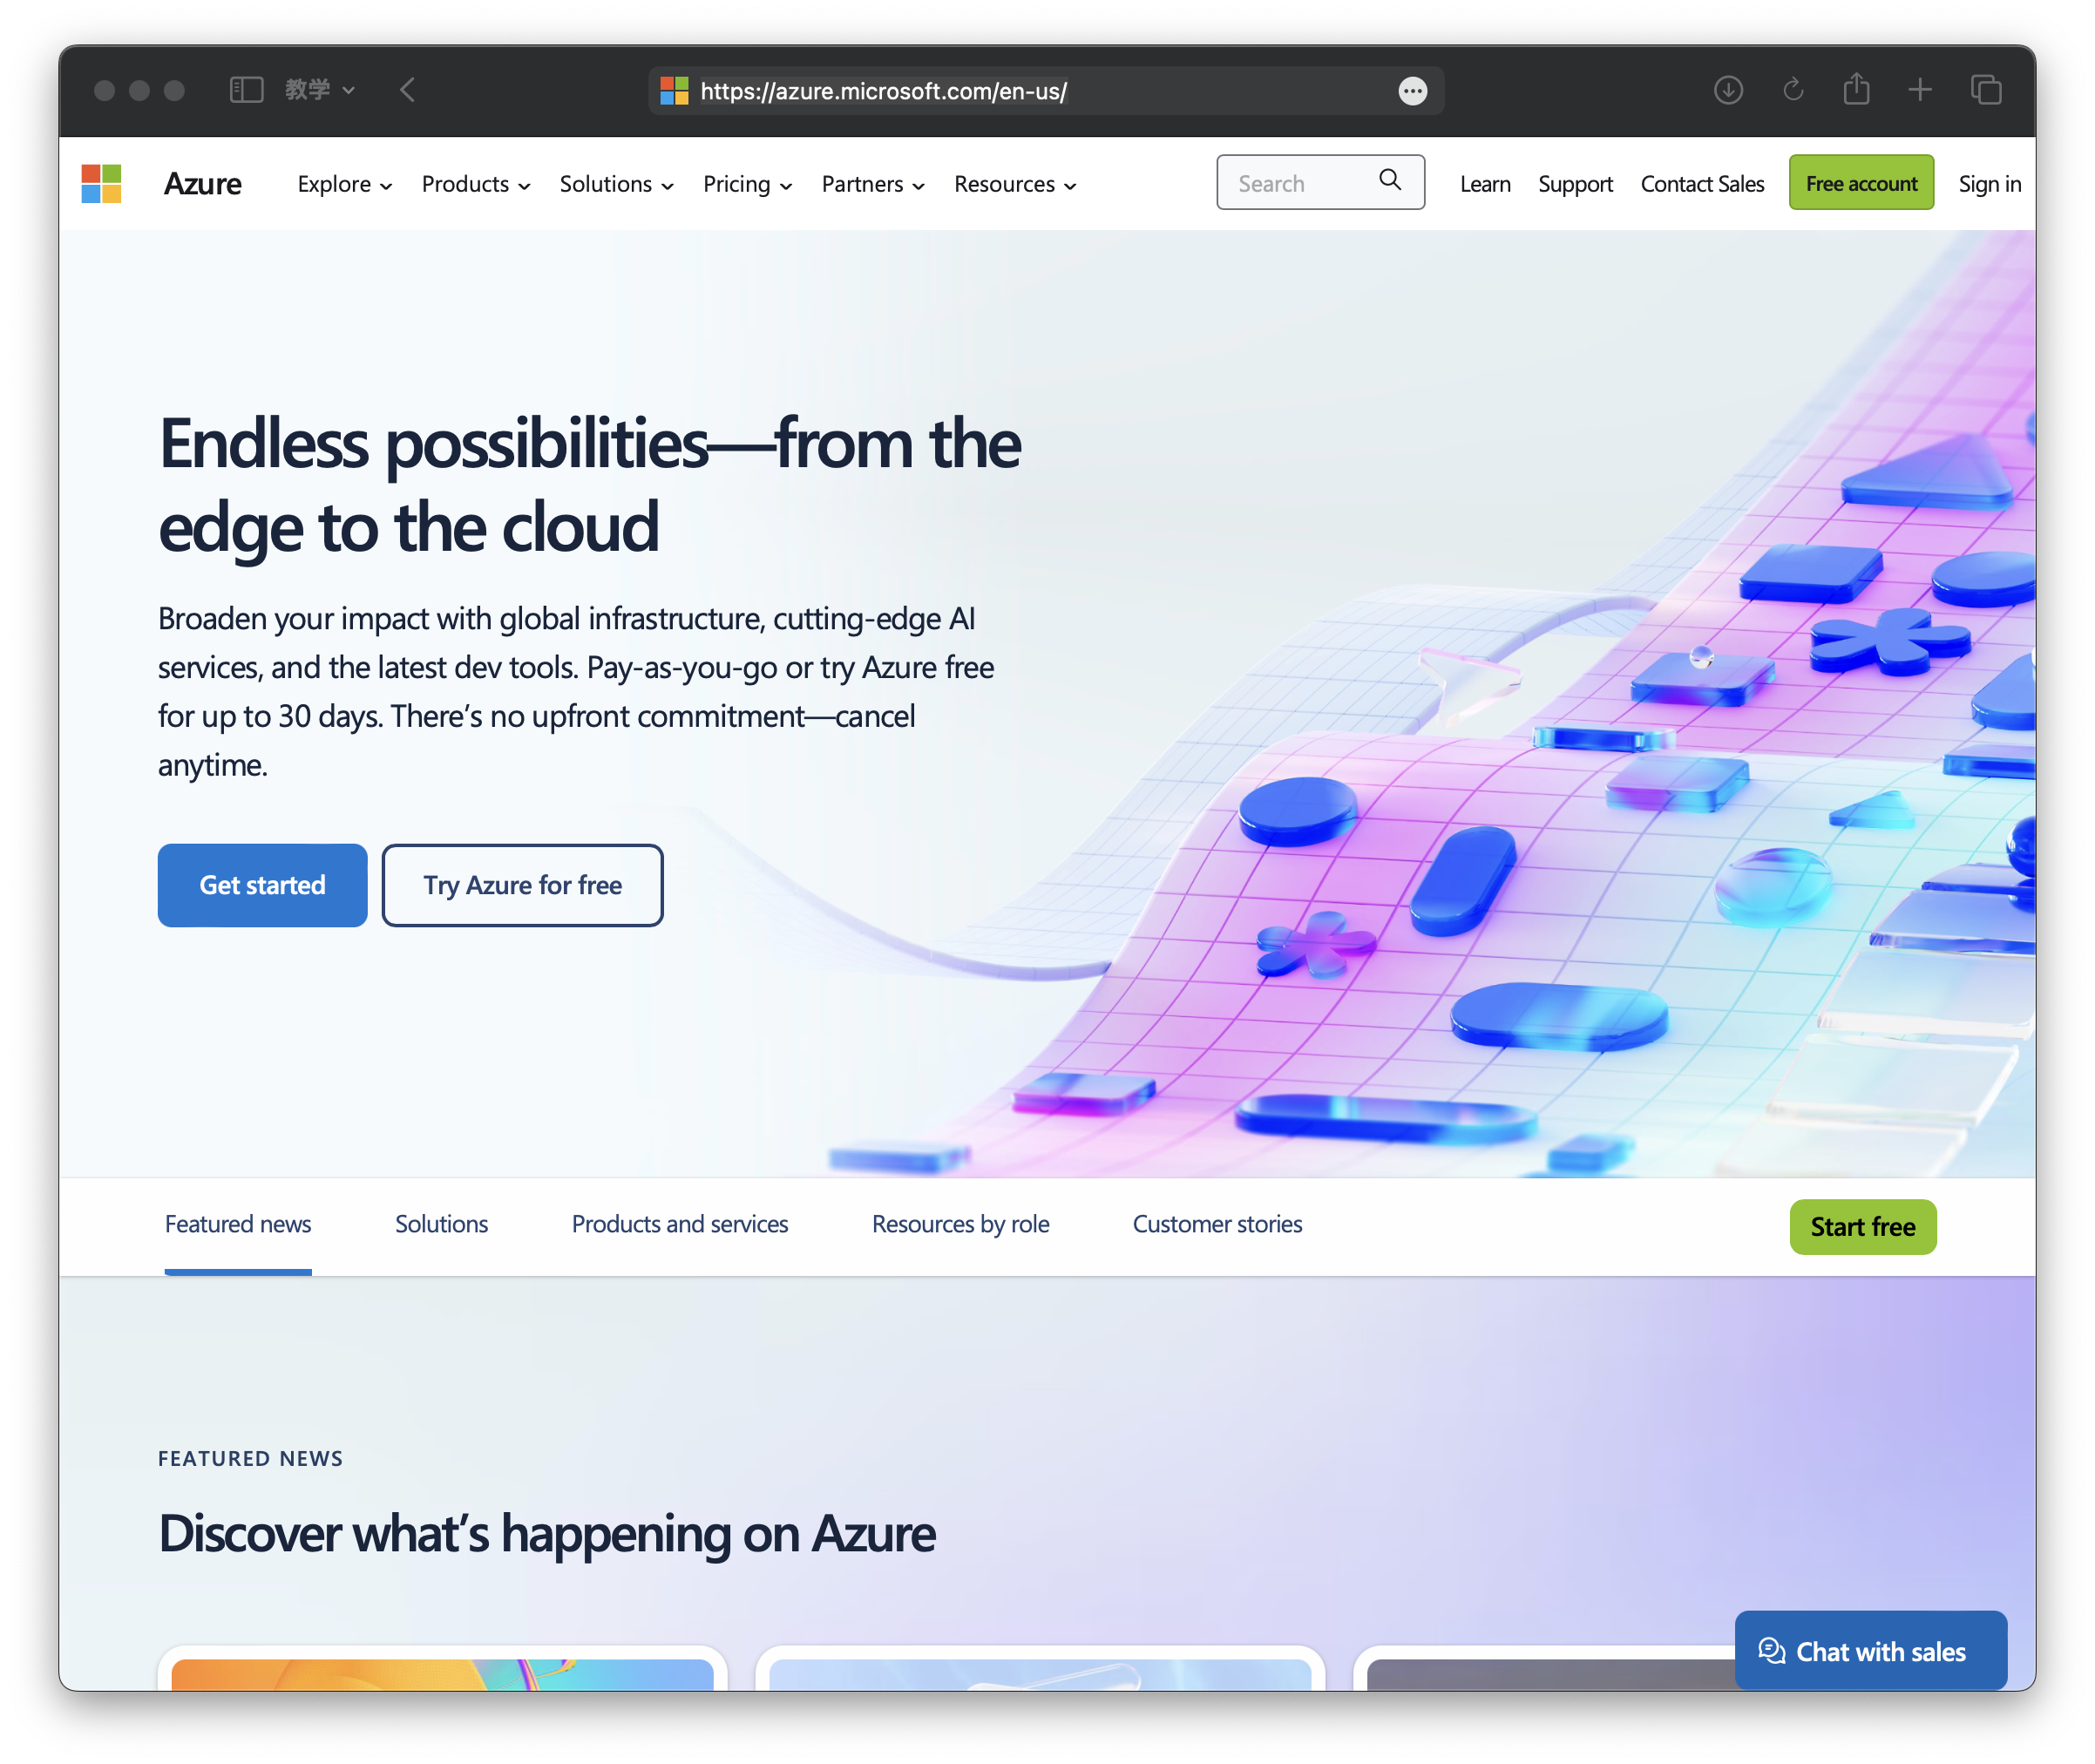 教学
https://azure.microsoft.com/en-us/
Azure Explore Products Solutions Pricing Partners Resources Search Learn Support Contact Sales Free account Sign in
Endless possibilities—from the
edge to the cloud
Broaden your impact with global infrastructure, cutting-edge AI
services, and the latest dev tools. Pay-as-you-go or try Azure free
for up to 30 days. There’s no upfront commitment—cancel
anytime.
Get started Try Azure for free
Featured news Solutions Products and services Resources by role Customer stories Start free
FEATURED NEWS
Discover what’s happening on Azure
Chat with sales